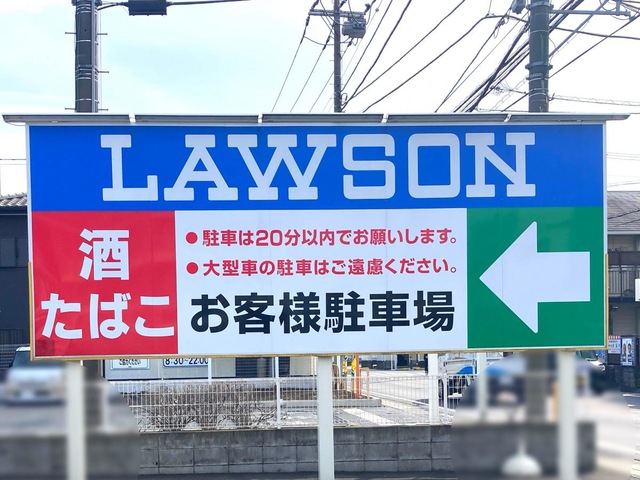 LAWSON
酒
たばこ
●駐車は20分以内でお願いします。
●大型車の駐車はご遠慮ください。
お客様駐車場
8:30~22:00